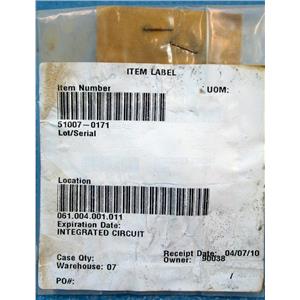 ITEM LABEL
Item Number UOM:
51007-0171
Lot/Serial
Location
061.004.001.011
Expiration Date:
INTEGRATED CIRCUIT
Case Qty: Receipt Date: 04/07/10
Warehouse: 07 Owner: 90038
PO#: /